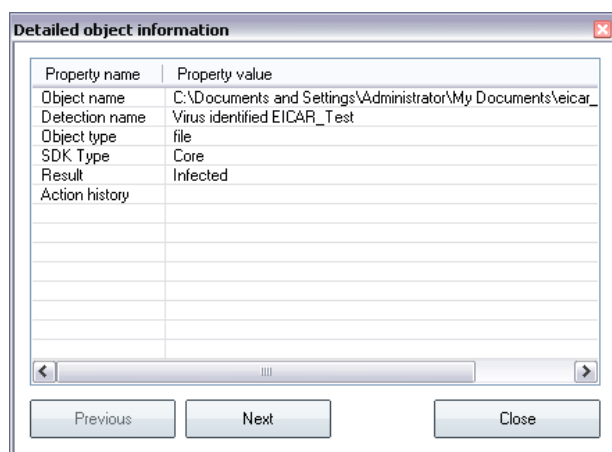 Detailed object information
Property name Property value
Object name C:\Documents and Settings\Administrator\My Documents\eicar_
Detection name Virus identified EICAR_Test
Object type file
SDK Type Core
Result Infected
Action history
Previous Next Close